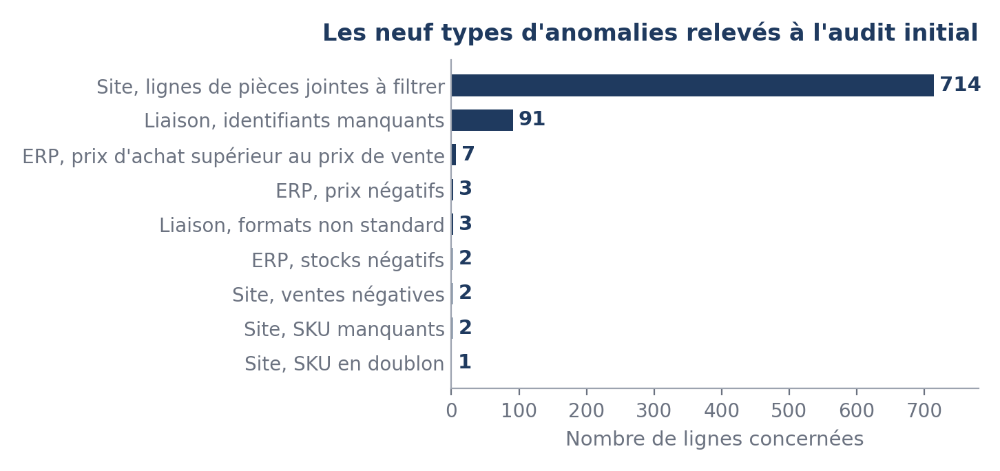 Les neuf types d'anomalies relevés à l'audit initial
Site, lignes de pièces jointes à filtrer 714
Liaison, identifiants manquants 91
ERP, prix d'achat supérieur au prix de vente 7
ERP, prix négatifs 3
Liaison, formats non standard 3
ERP, stocks négatifs 2
Site, ventes négatives 2
Site, SKU manquants 2
Site, SKU en doublon 1
0 100 200 300 400 500 600 700
Nombre de lignes concernées